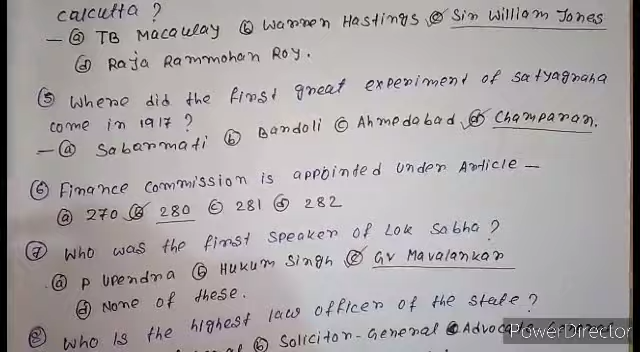 calcutta ?
— ⓐ TB Macaulay ⓑ Warren Hastings ⓒ Sir William Jones
ⓓ Raja Rammohan Roy.
⑤ Where did the first great experiment of satyagraha
come in 1917 ?
— ⓐ Sabarmati ⓑ Bardoli ⓒ Ahmedabad ⓓ Champaran.
⑥ Finance commission is appointed under Article —
ⓐ 270 ⓑ 280 ⓒ 281 ⓓ 282
⑦ Who was the first speaker of Lok Sabha ?
ⓐ P Upendra ⓑ Hukum Singh ⓒ GV Mavalankar
ⓓ None of these.
⑧ Who is the highest law officer of the state ?
ⓑ Solicitor-General ⓒ Advocate
PowerDirector